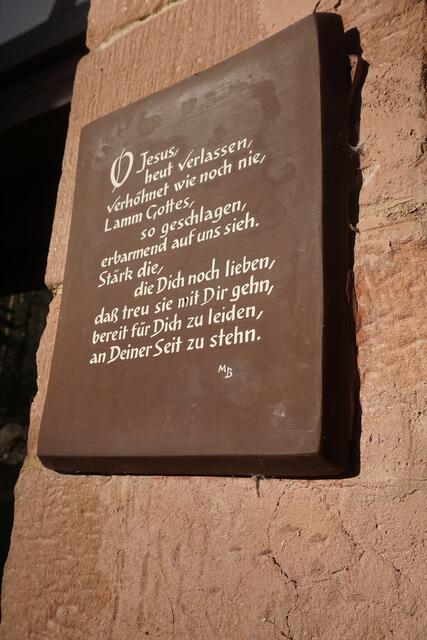 O Jesus,
heut verlassen,
verhöhnet wie noch nie,
Lamm Gottes,
so geschlagen,
erbarmend auf uns sieh.
Stärk die,
die Dich noch lieben,
daß treu sie mit Dir gehn,
bereit für Dich zu leiden,
an Deiner Seit zu stehn.
MB